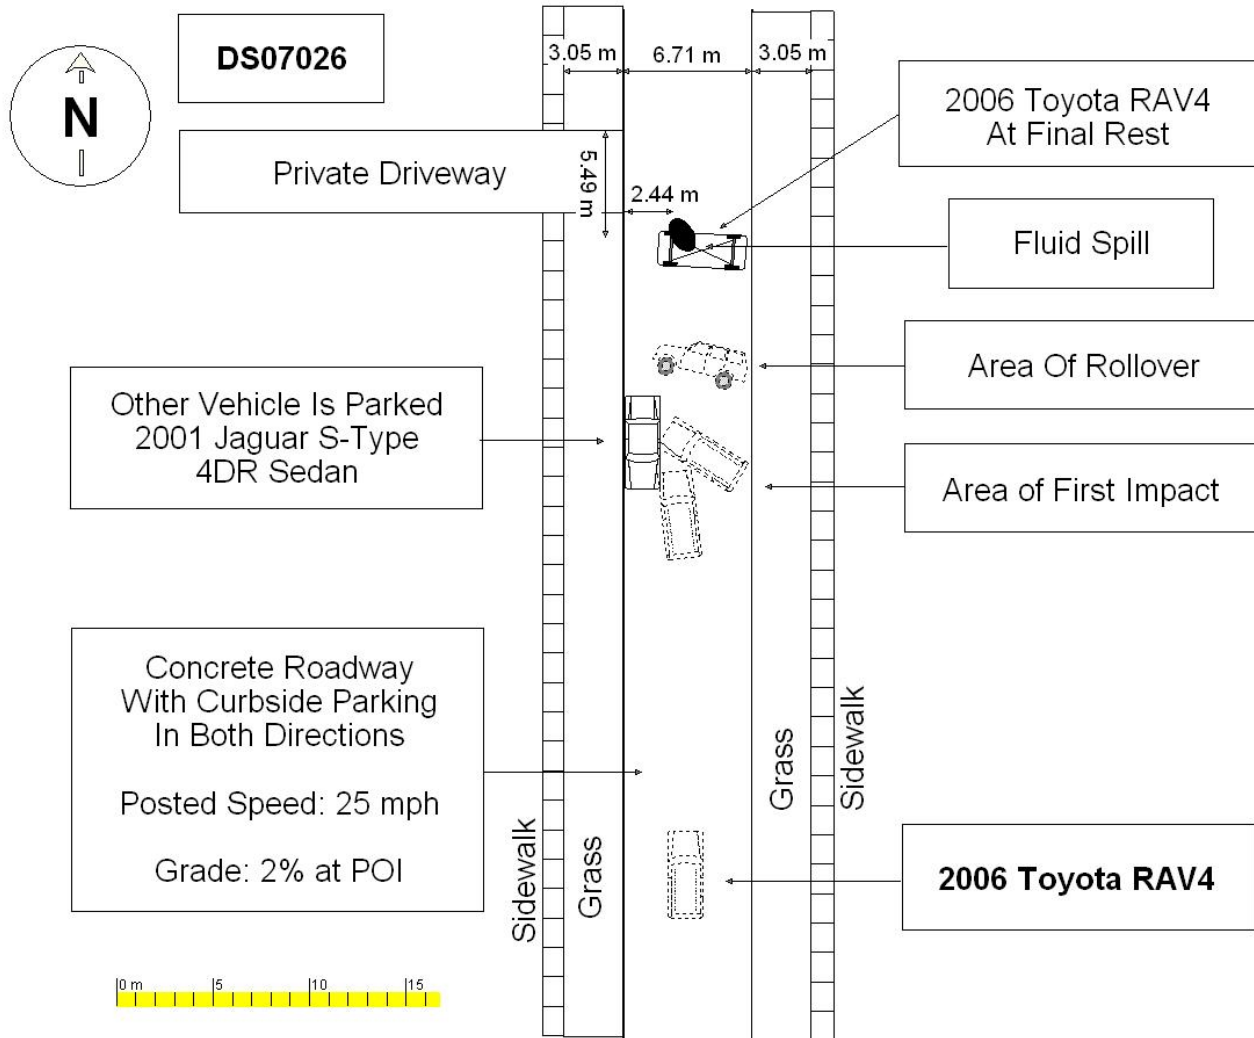 DS07026
N
3.05 m
6.71 m
3.05 m
Private Driveway
5.49 m
2.44 m
2006 Toyota RAV4
At Final Rest
Fluid Spill
Area Of Rollover
Other Vehicle Is Parked
2001 Jaguar S-Type
4DR Sedan
Area of First Impact
Concrete Roadway
With Curbside Parking
In Both Directions
Posted Speed: 25 mph
Grade: 2% at POI
Sidewalk
Grass
Grass
Sidewalk
2006 Toyota RAV4
0 m
5
10
15